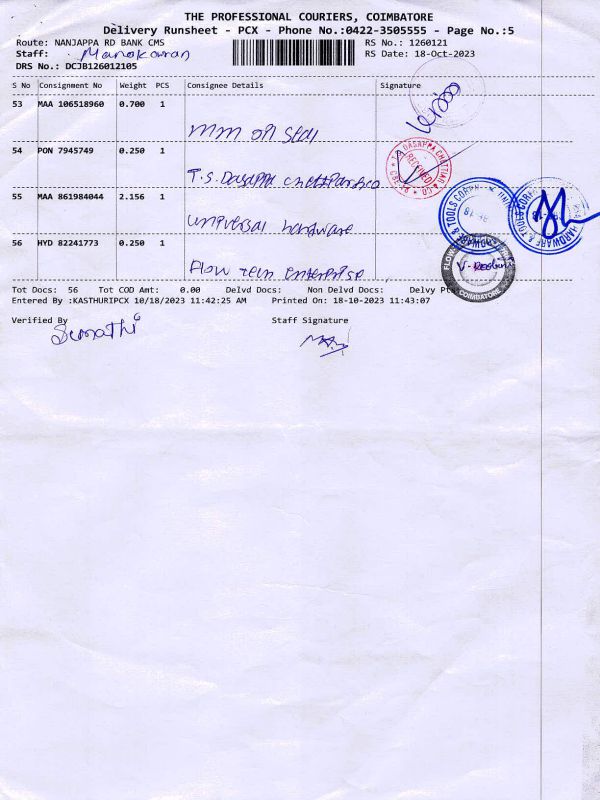 THE PROFESSIONAL COURIERS, COIMBATORE
Delivery Runsheet - PCX - Phone No.:0422-3505555 - Page No.:5
Route: NANJAPPA RD BANK CMS RS No.: 1260121
Staff: Manokaran RS Date: 18-Oct-2023
DRS No.: DCJB126012105
S No Consignment No Weight PCS Consignee Details Signature
53 MAA 106518960 0.700 1
mm oil seal
54 PON 7945749 0.250 1
T.S. Dasappa
RECEIVED
55 MAA 861984044 2.156 1
universal hardware
56 HYD 82241773 0.250 1
Flow tech enterprise
COIMBATORE
Tot Docs: 56 Tot COD Amt: 0.00 Delvd Docs: Non Delvd Docs: Delvy
Entered By :KASTHURIPCX 10/18/2023 11:42:25 AM Printed On: 18-10-2023 11:43:07
Verified By Staff Signature
Sumathi